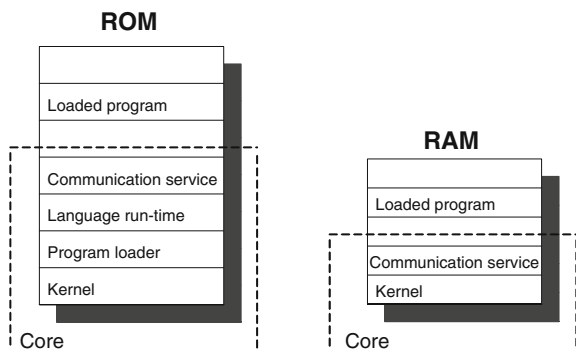 ROM
Loaded program
Communication service
Language run-time
Program loader
Kernel
Core
RAM
Loaded program
Communication service
Kernel
Core